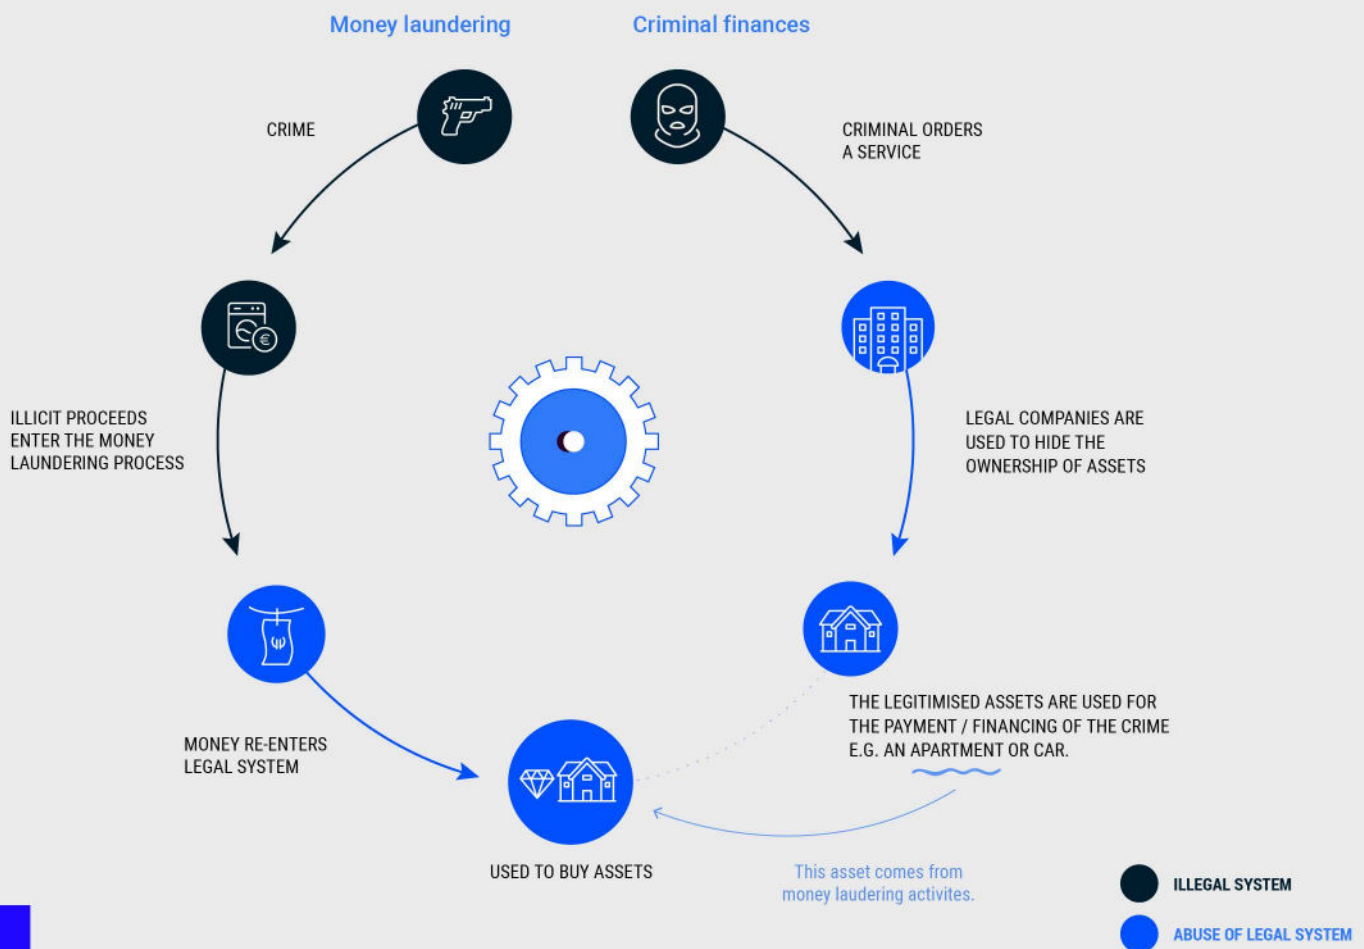 Money laundering
Criminal finances
CRIME
CRIMINAL ORDERS
A SERVICE
ILLICIT PROCEEDS
ENTER THE MONEY
LAUNDERING PROCESS
LEGAL COMPANIES ARE
USED TO HIDE THE
OWNERSHIP OF ASSETS
€
MONEY RE-ENTERS
LEGAL SYSTEM
THE LEGITIMISED ASSETS ARE USED FOR
THE PAYMENT / FINANCING OF THE CRIME
E.G. AN APARTMENT OR CAR.
USED TO BUY ASSETS
This asset comes from
money laudering activites.
ILLEGAL SYSTEM
ABUSE OF LEGAL SYSTEM